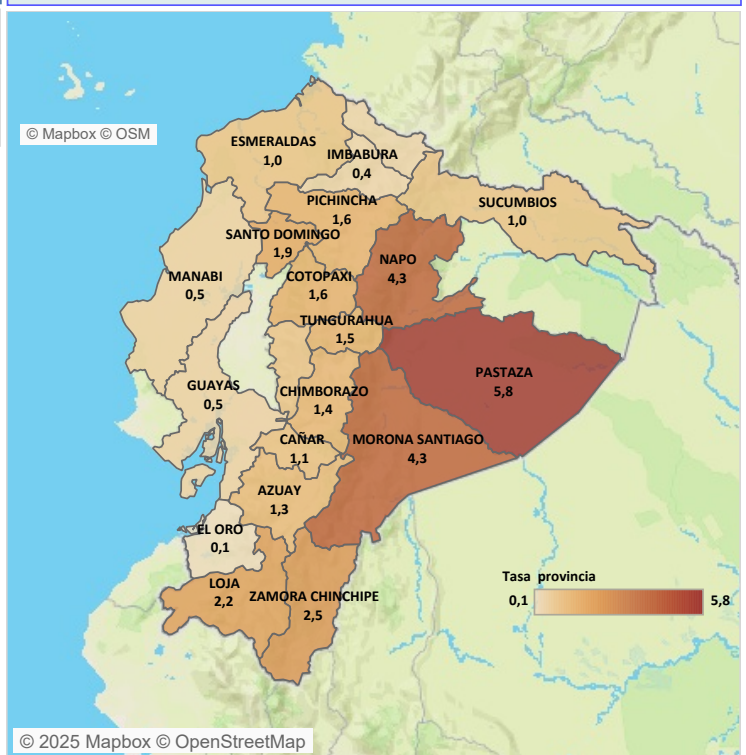 © Mapbox © OSM
ESMERALDAS
1,0
IMBABURA
0,4
SUCUMBIOS
1,0
PICHINCHA
1,6
SANTO DOMINGO
1,9
NAPO
4,3
MANABI
0,5
COTOPAXI
1,6
TUNGURAHUA
1,5
PASTAZA
5,8
GUAYAS
0,5
CHIMBORAZO
1,4
CAÑAR
1,1
MORONA SANTIAGO
4,3
AZUAY
1,3
EL ORO
0,1
LOJA
2,2
ZAMORA CHINCHIPE
2,5
Tasa provincia
0,1 5,8
© 2025 Mapbox © OpenStreetMap